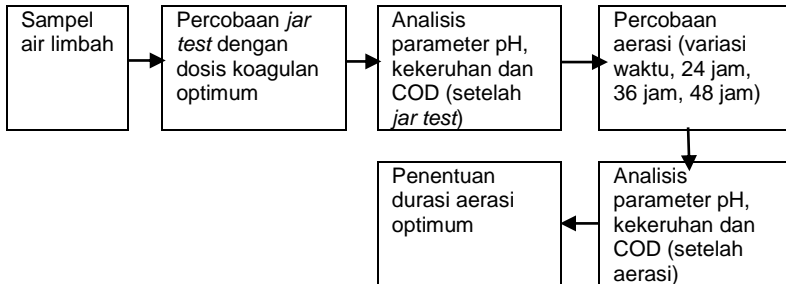 Sampel
air limbah
Percobaan jar
test dengan
dosis koagulan
optimum
Analisis
parameter pH,
kekeruhan dan
COD (setelah
jar test)
Percobaan
aerasi (variasi
waktu, 24 jam,
36 jam, 48 jam)
Analisis
parameter pH,
kekeruhan dan
COD (setelah
aerasi)
Penentuan
durasi aerasi
optimum